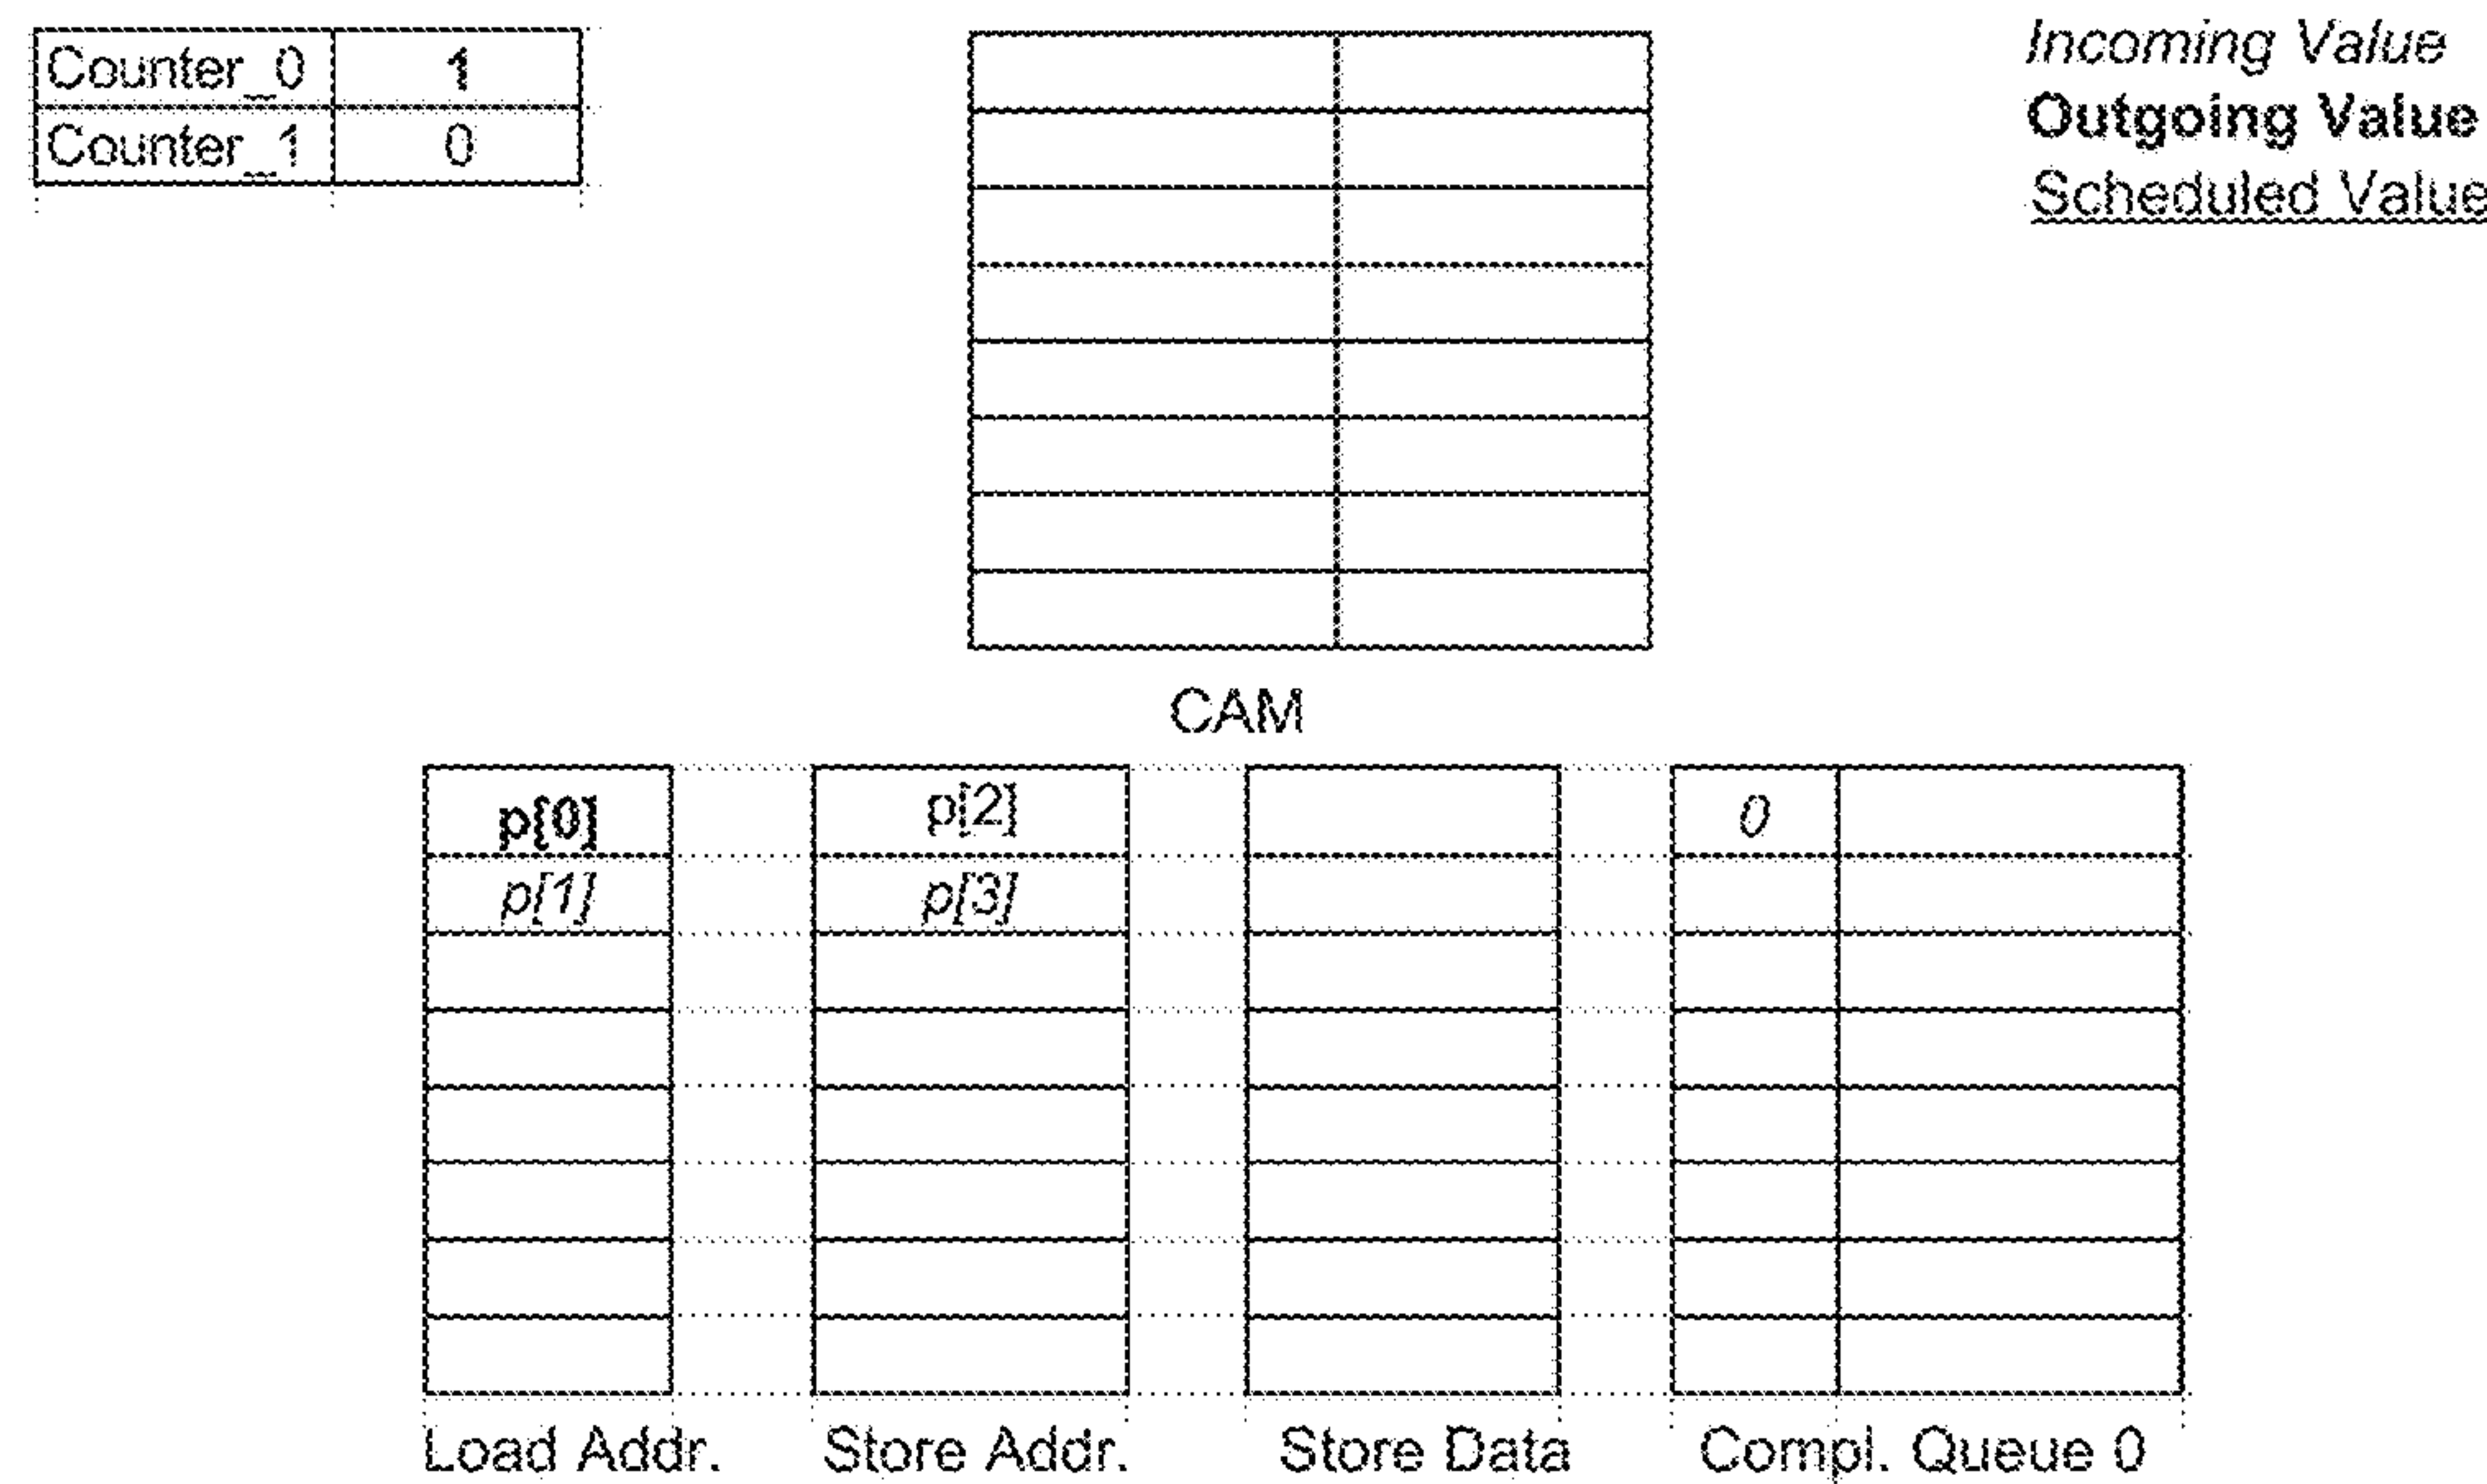 Counter_0 1
Counter_1 0
Incoming Value
Outgoing Value
Scheduled Value
CAM
p[0] p[2] 0
p[1] p[3]
Load Addr. Store Addr. Store Data Compl. Queue 0